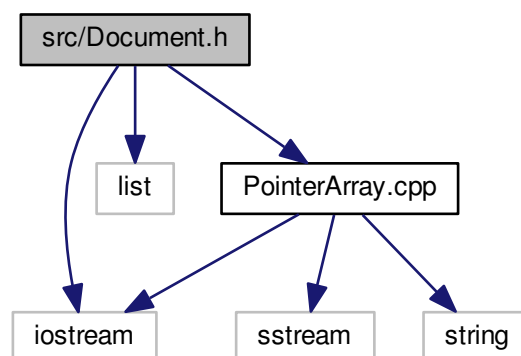 src/Document.h
list
PointerArray.cpp
iostream
sstream
string